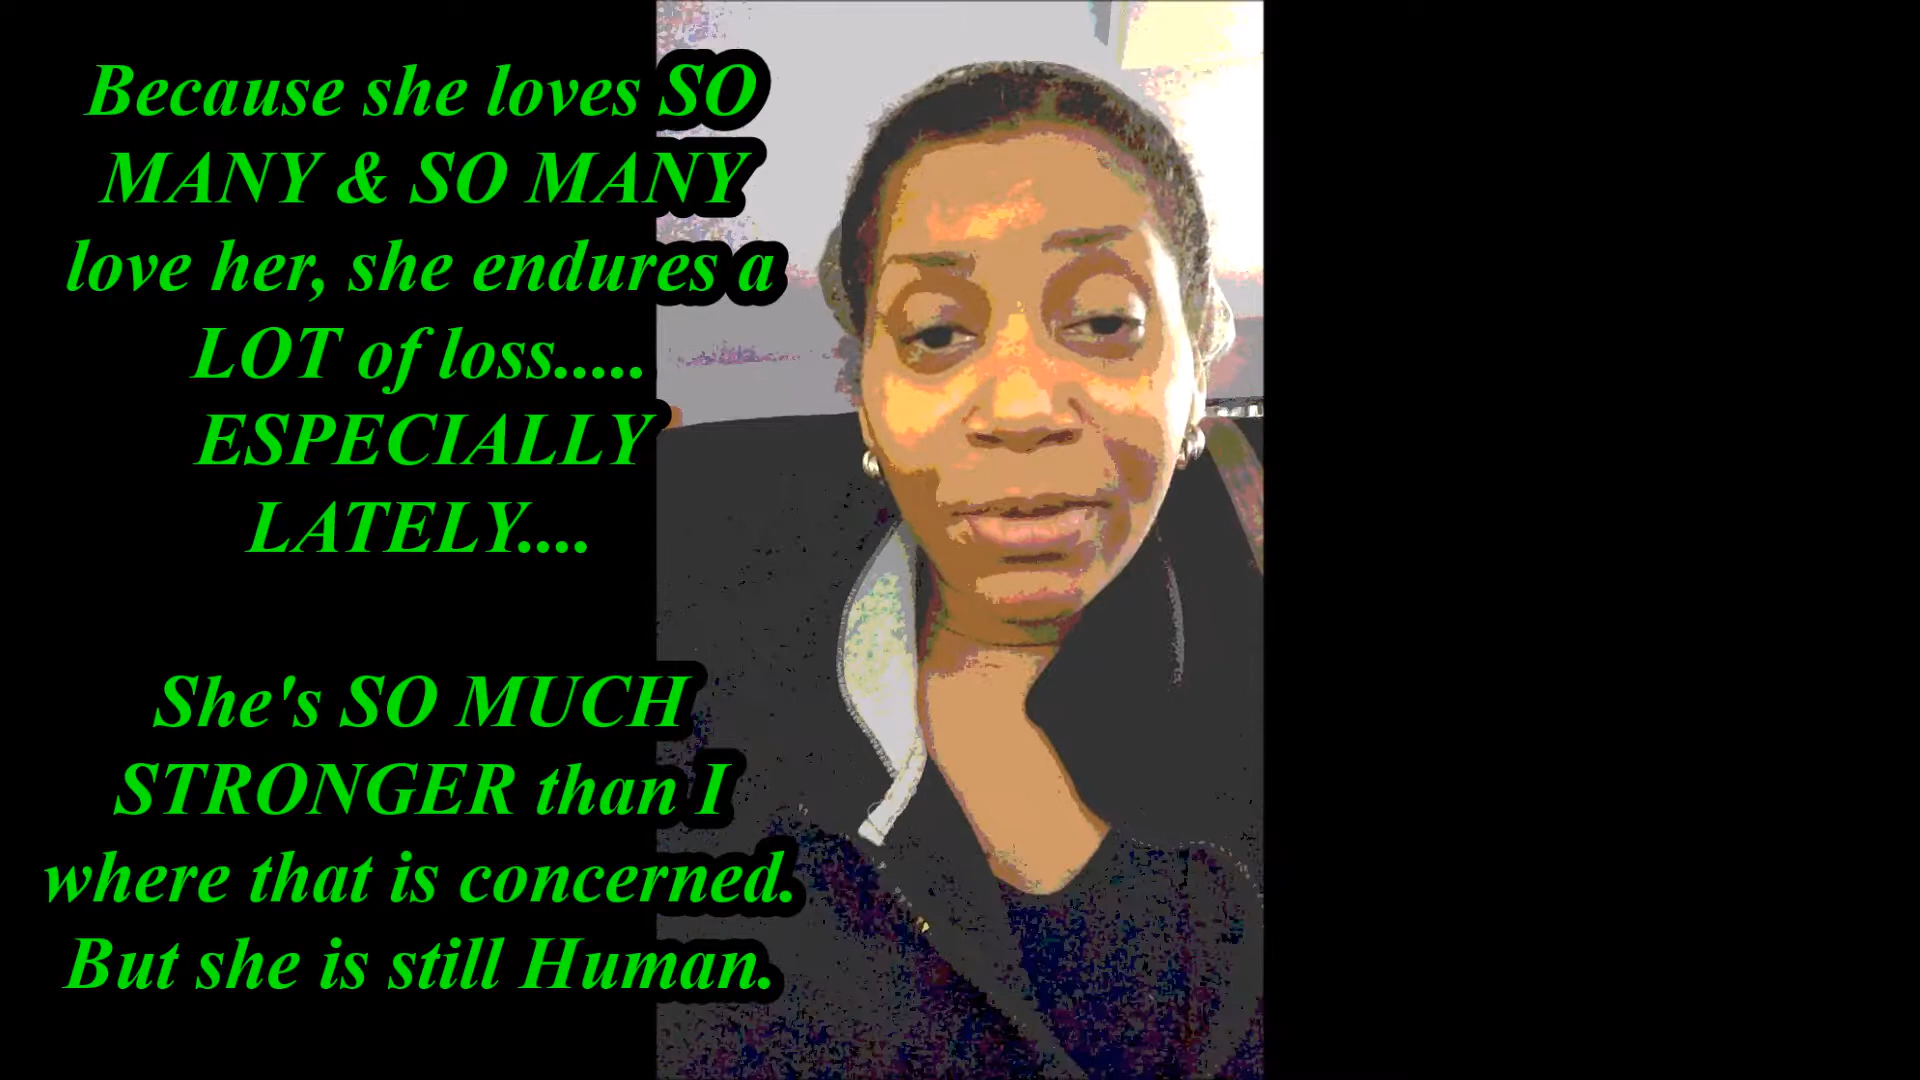 Because she loves SO
MANY & SO MANY
love her, she endures a
LOT of loss.....
ESPECIALLY
LATELY....
She's SO MUCH
STRONGER than I
where that is concerned.
But she is still Human.